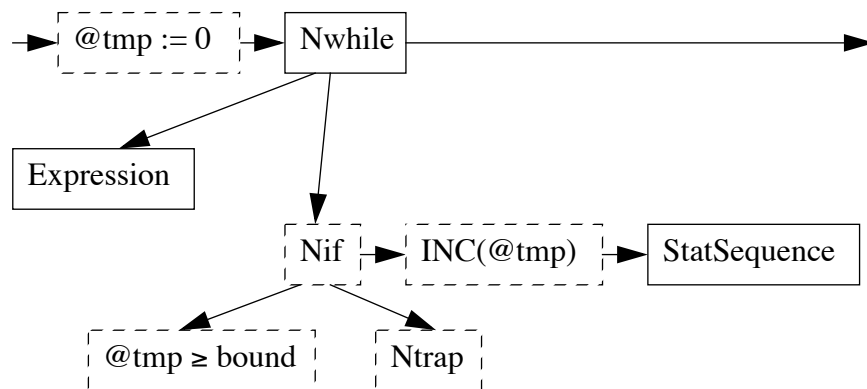 @tmp := 0
Nwhile
Expression
Nif
INC(@tmp)
StatSequence
@tmp ≥ bound
Ntrap